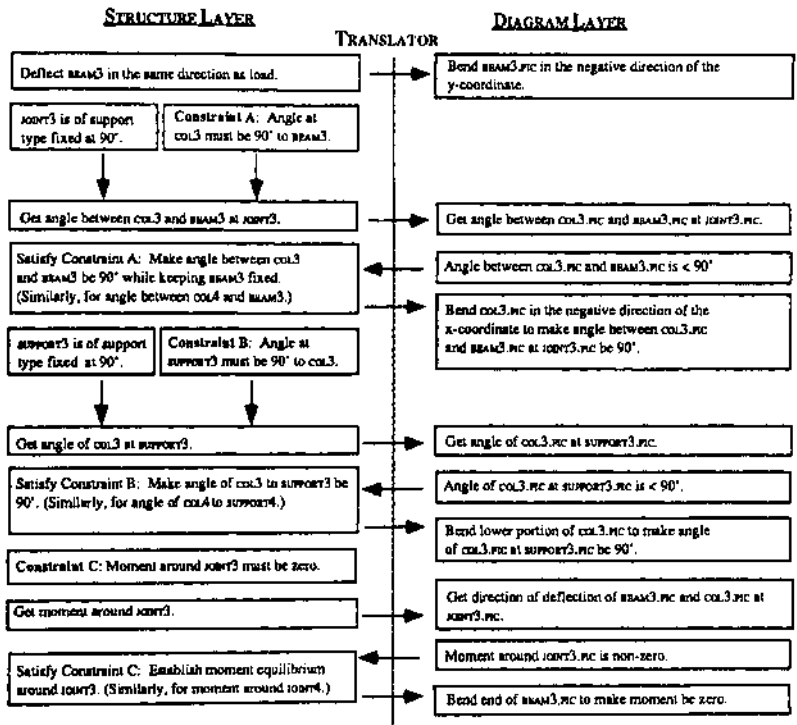 STRUCTURE LAYER
DIAGRAM LAYER
TRANSLATOR
Deflect BEAM3 in the same direction as load.
Bend BEAM3.PIC in the negative direction of the
y-coordinate.
JOINT3 is of support
type fixed at 90°.
Constraint A: Angle at
COL3 must be 90° to BEAM3.
Get angle between COL3 and BEAM3 at JOINT3.
Get angle between COL3.PIC and BEAM3.PIC at JOINT3.PIC.
Satisfy Constraint A: Make angle between COL3
and BEAM3 be 90° while keeping BEAM3 fixed.
(Similarly, for angle between COL4 and BEAM3.)
Angle between COL3.PIC and BEAM3.PIC is < 90°
Bend COL3.PIC in the negative direction of the
x-coordinate to make angle between COL3.PIC
and BEAM3.PIC at JOINT3.PIC be 90°.
SUPPORT3 is of support
type fixed at 90°.
Constraint B: Angle at
SUPPORT3 must be 90° to COL3.
Get angle of COL3 at SUPPORT3.
Get angle of COL3.PIC at SUPPORT3.PIC.
Satisfy Constraint B: Make angle of COL3 to SUPPORT3 be
90°. (Similarly, for angle of COL4 to SUPPORT4.)
Angle of COL3.PIC at SUPPORT3.PIC is < 90°.
Bend lower portion of COL3.PIC to make angle
of COL3.PIC at SUPPORT3.PIC be 90°.
Constraint C: Moment around JOINT3 must be zero.
Get moment around JOINT3.
Get direction of deflection of BEAM3.PIC and COL3.PIC at
JOINT3.PIC.
Satisfy Constraint C: Establish moment equilibrium
around JOINT3. (Similarly, for moment around JOINT4.)
Moment around JOINT3.PIC is non-zero.
Bend end of BEAM3.PIC to make moment be zero.